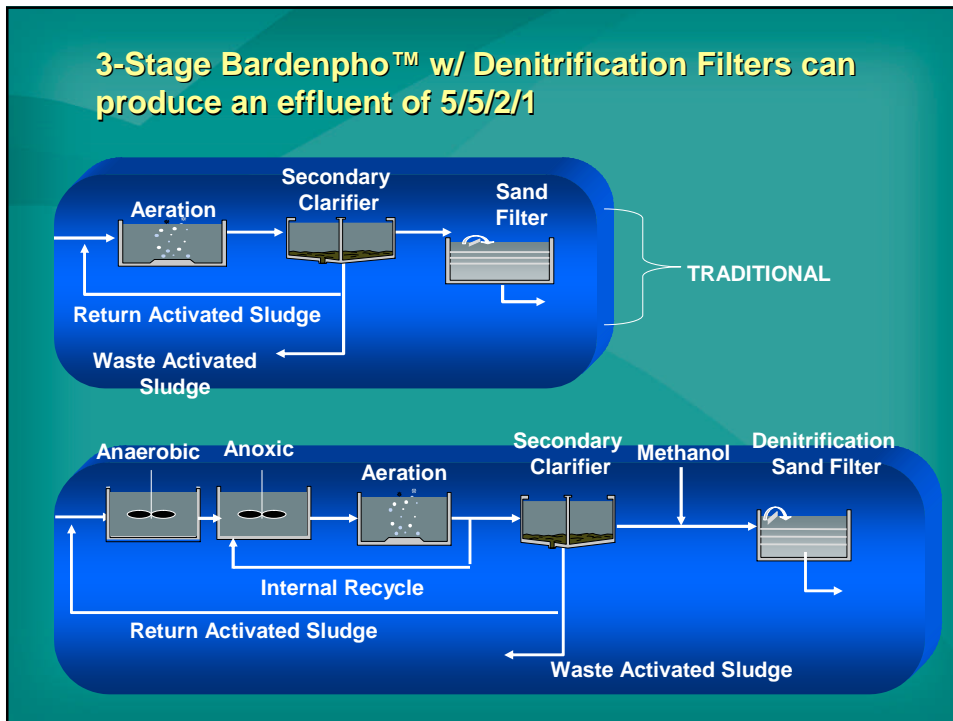 3-Stage Bardenpho™ w/ Denitrification Filters can
produce an effluent of 5/5/2/1
Secondary
Clarifier
Sand
Filter
Aeration
TRADITIONAL
Return Activated Sludge
Waste Activated
Sludge
Anaerobic
Anoxic
Aeration
Secondary
Clarifier
Methanol
Denitrification
Sand Filter
Internal Recycle
Return Activated Sludge
Waste Activated Sludge